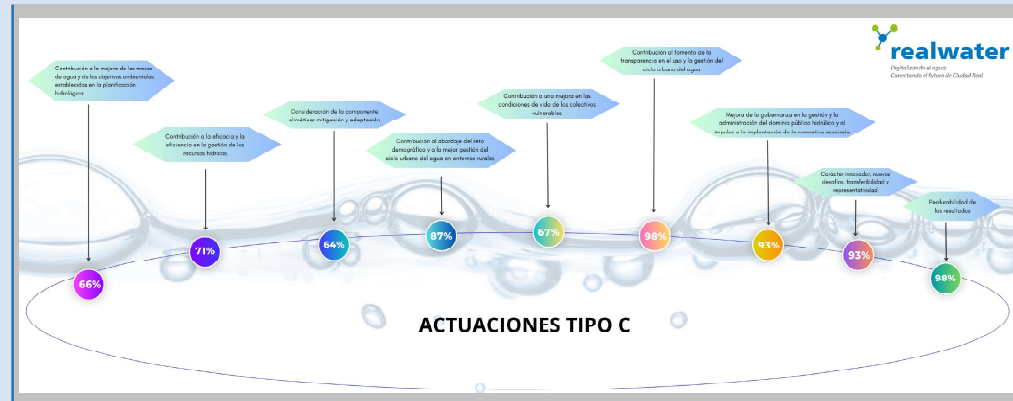 realwater
Digitalizando el agua:
Conectando el futuro de Ciudad Real
Contribución a la mejora de las masas
de agua y de los objetivos ambientales
establecidos en la planificación
hidrológica
Contribución a la eficacia y la
eficiencia en la gestión de los
recursos hídricos
Consideración de la componente
climática: mitigación y adaptación
Contribución al abordaje del reto
demográfico y a la mejor gestión del
ciclo urbano del agua en entornos rurales
Contribución a una mejora en las
condiciones de vida de los colectivos
vulnerables
Contribución al fomento de la
transparencia en el uso y la gestión del
ciclo urbano del agua
Mejora de la gobernanza en la gestión y la
administración del dominio público hidráulico y el
impulso a la implantación de la normativa asociada
Carácter innovador, nuevos
desafíos, transferibilidad y
representatividad
Perdurabilidad de
los resultados
66%
71%
64%
87%
67%
98%
93%
93%
98%
ACTUACIONES TIPO C